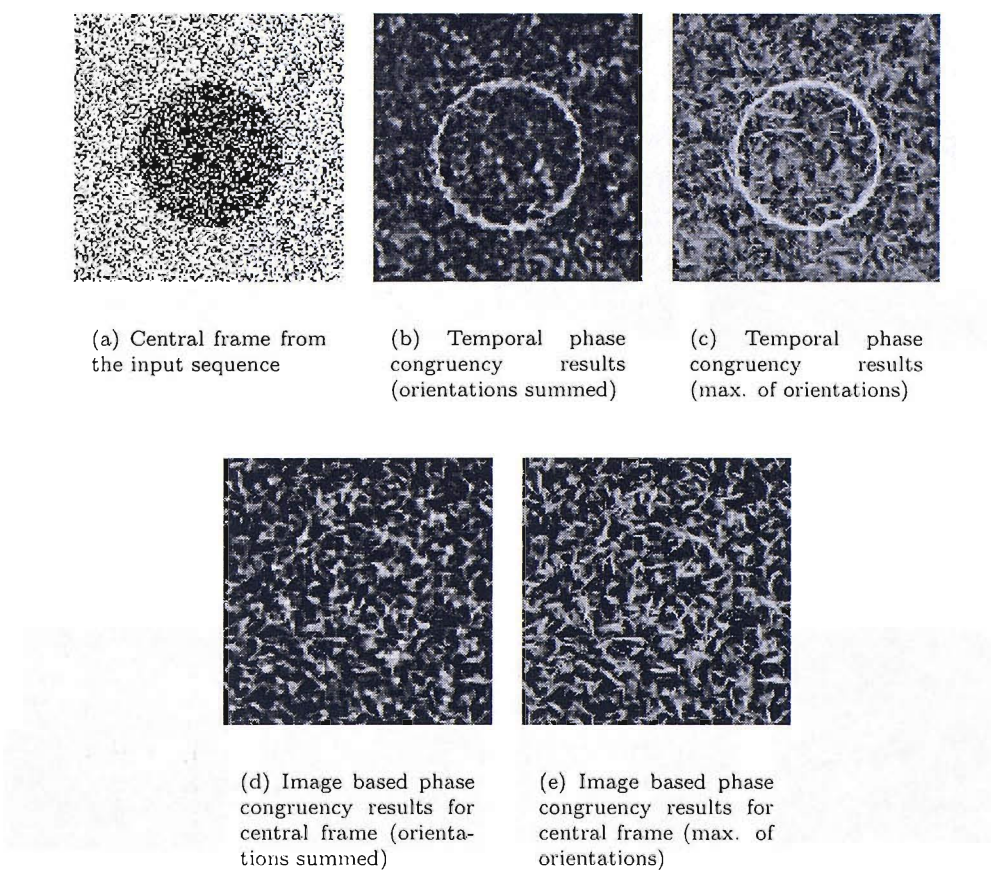 (a) Central frame from
the input sequence
(b) Temporal phase
congruency results
(orientations summed)
(c) Temporal phase
congruency results
(max. of orientations)
(d) Image based phase
congruency results for
central frame (orienta-
tions summed)
(e) Image based phase
congruency results for
central frame (max. of
orientations)